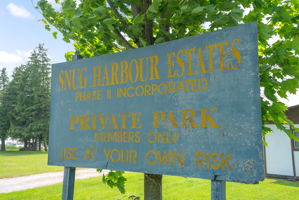 SNUG HARBOUR ESTATES
PHASE II INCORPORATED
PRIVATE PARK
MEMBERS ONLY
USE AT YOUR OWN RISK